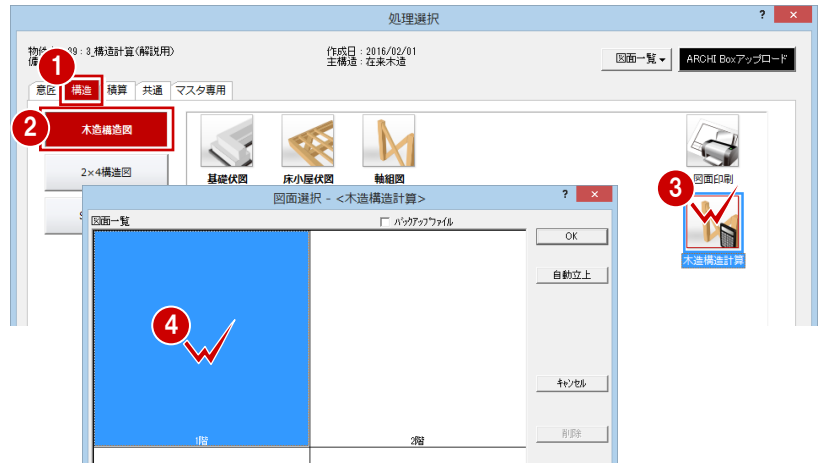 処理選択
? ×
作成日 : 2016/02/01
主構造 : 在来木造
: 3_構造計算(解説用)
図面一覧
ARCHI Boxアップロード
1
意匠
構造
積算
共通
マスタ専用
2
木造構造図
2×4構造図
基礎伏図
床小屋伏図
軸組図
図面印刷
3
木造構造計算
図面選択 - <木造構造計算>
? ×
図面一覧
バックアップファイル
OK
自動立上
4
キャンセル
削除
1階
2階